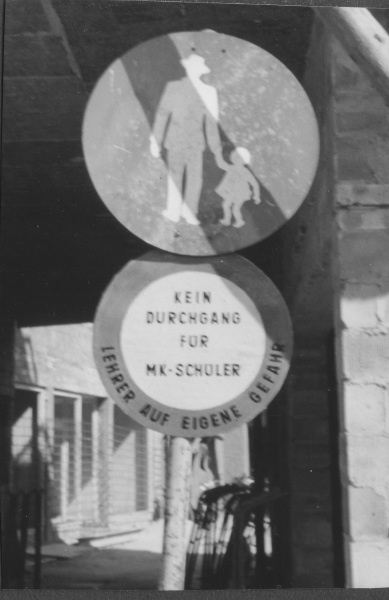 KEIN
DURCHGANG
FÜR
MK-SCHÜLER
LEHRER AUF EIGENE GEFAHR